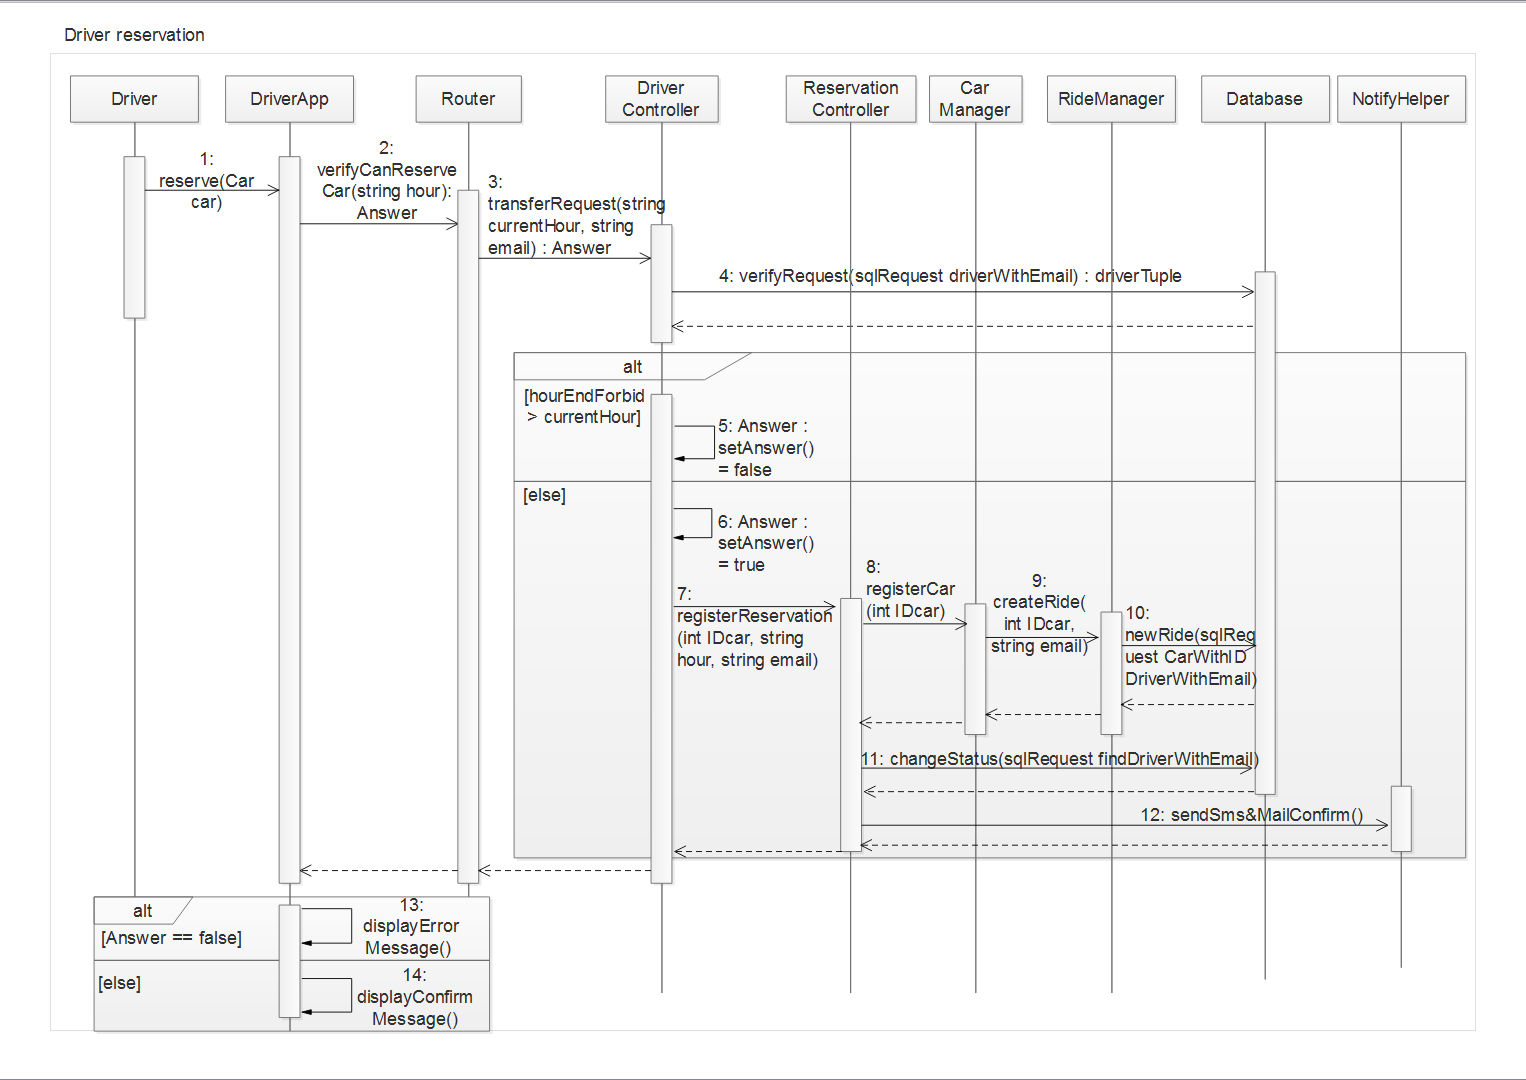 Driver reservation
Driver
DriverApp
Router
Driver
Controller
Reservation
Controller
Car
Manager
RideManager
Database
NotifyHelper
1:
reserve(Car
car)
2:
verifyCanReserve
Car(string hour):
Answer
3:
transferRequest(string
currentHour, string
email) : Answer
4: verifyRequest(sqlRequest driverWithEmail) : driverTuple
alt
[hourEndForbid
> currentHour]
5: Answer :
setAnswer()
= false
[else]
6: Answer :
setAnswer()
= true
7:
registerReservation
(int IDcar, string
hour, string email)
8:
registerCar
(int IDcar)
9:
createRide(
int IDcar,
string email)
10:
newRide(sqlReq
uest CarWithID
DriverWithEmail)
11: changeStatus(sqlRequest findDriverWithEmail)
12: sendSms&MailConfirm()
alt
[Answer == false]
13:
displayError
Message()
[else]
14:
displayConfirm
Message()